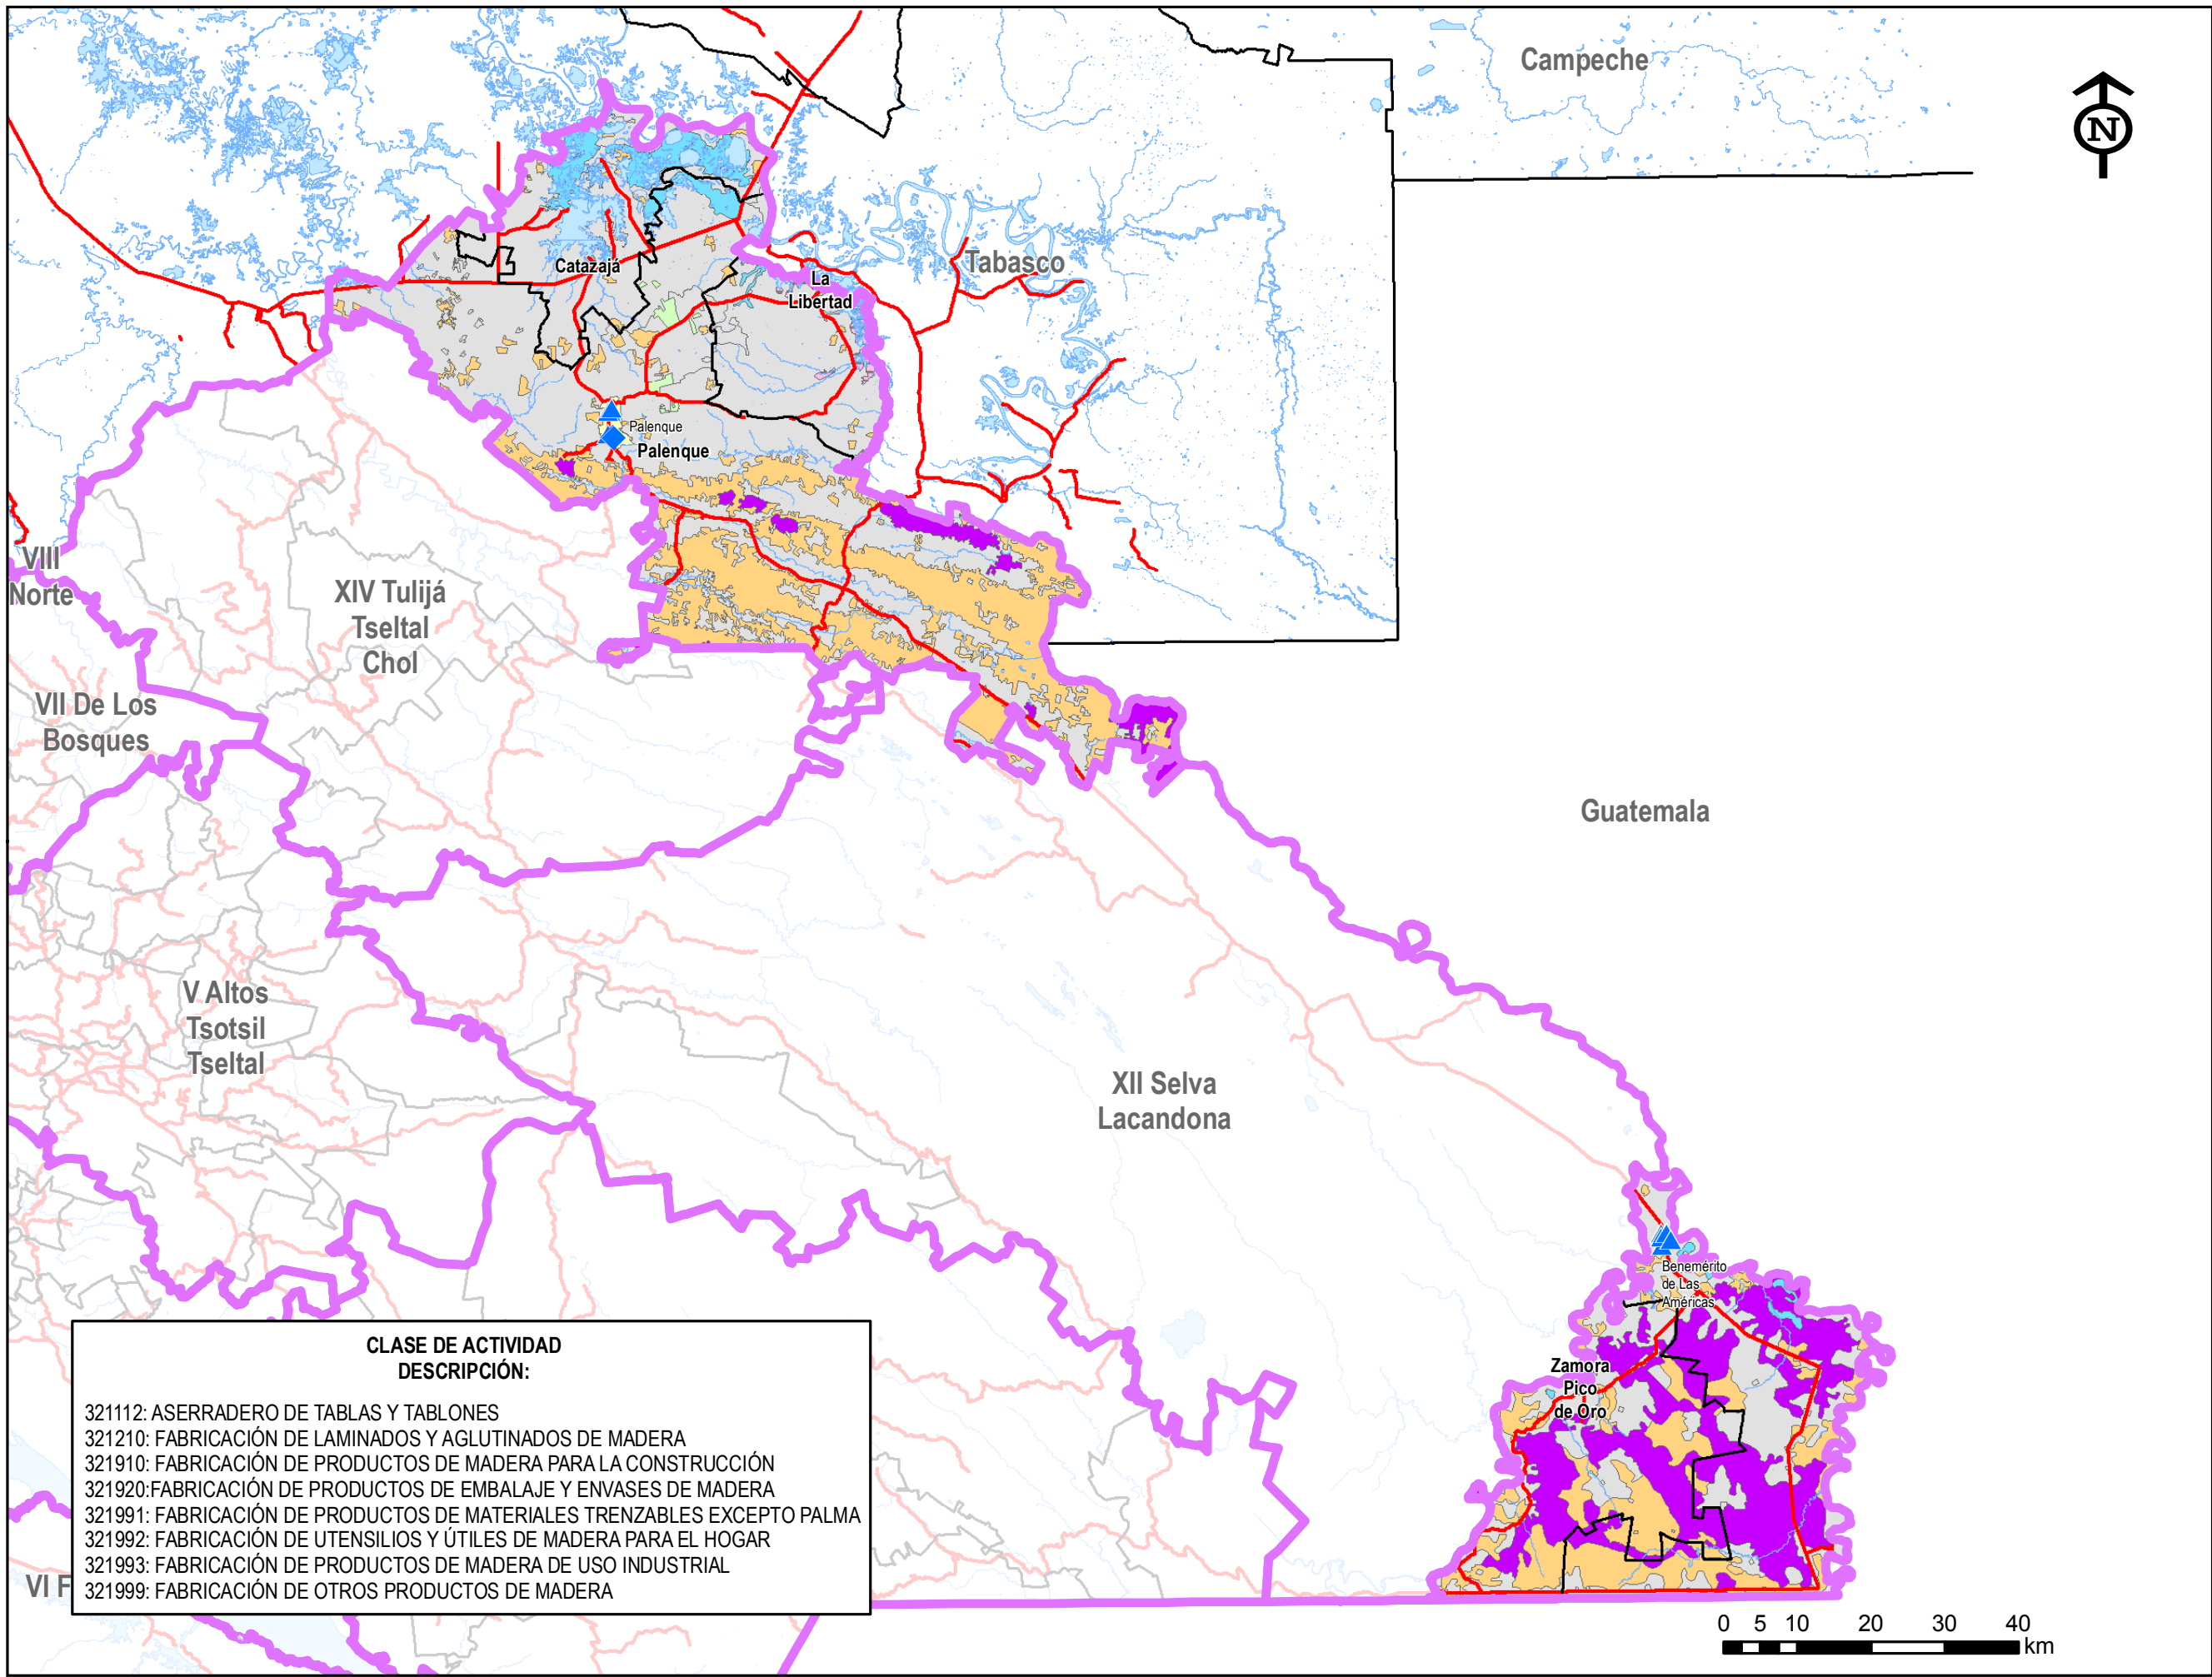 Campeche
N
Catazajá
La
Libertad
Tabasco
Palenque
Palenque
VIII
Norte
XIV Tulijá
Tseltal
Chol
VII De Los
Bosques
Guatemala
V Altos
Tsotsil
Tseltal
XII Selva
Lacandona
Benemérito
de Las
Américas
Zamora
Pico
de Oro
CLASE DE ACTIVIDAD
DESCRIPCIÓN:
321112: ASERRADERO DE TABLAS Y TABLONES
321210: FABRICACIÓN DE LAMINADOS Y AGLUTINADOS DE MADERA
321910: FABRICACIÓN DE PRODUCTOS DE MADERA PARA LA CONSTRUCCIÓN
321920:FABRICACIÓN DE PRODUCTOS DE EMBALAJE Y ENVASES DE MADERA
321991: FABRICACIÓN DE PRODUCTOS DE MATERIALES TRENZABLES EXCEPTO PALMA
321992: FABRICACIÓN DE UTENSILIOS Y ÚTILES DE MADERA PARA EL HOGAR
321993: FABRICACIÓN DE PRODUCTOS DE MADERA DE USO INDUSTRIAL
321999: FABRICACIÓN DE OTROS PRODUCTOS DE MADERA
VI F
0 5 10 20 30 40
km